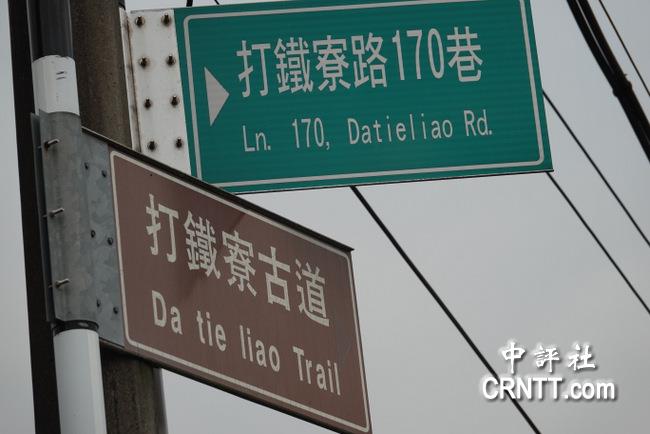 打鐵寮路170巷
Ln. 170, Datieliao Rd.
打鐵寮古道
Da tie liao Trail
中評社
CRNTT.com